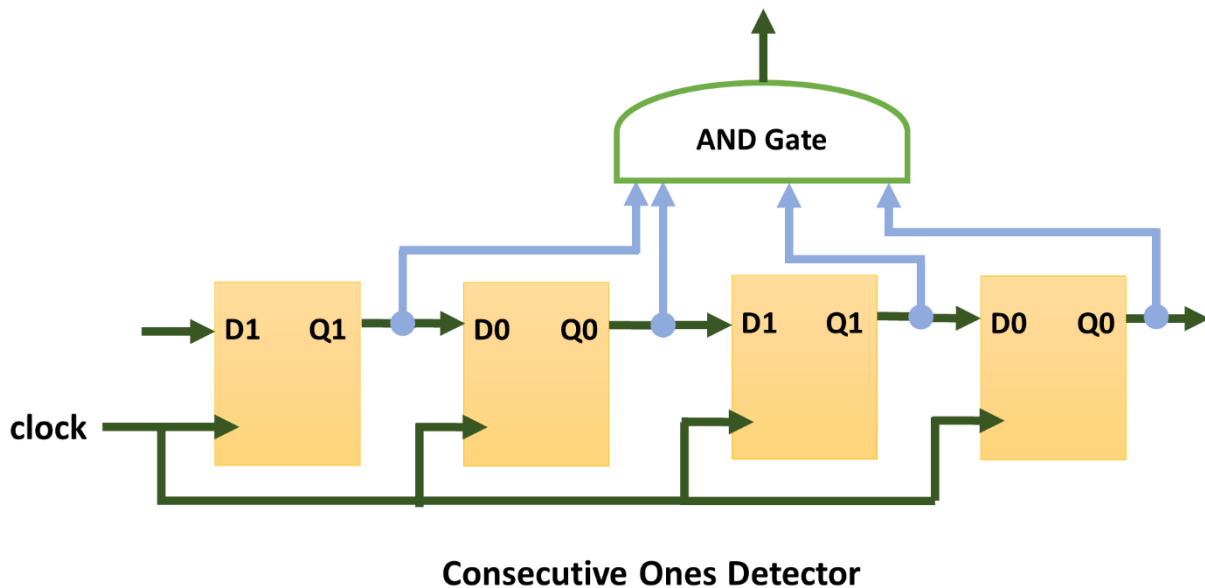 AND Gate
D1 Q1 D0 Q0 D1 Q1 D0 Q0
clock
Consecutive Ones Detector